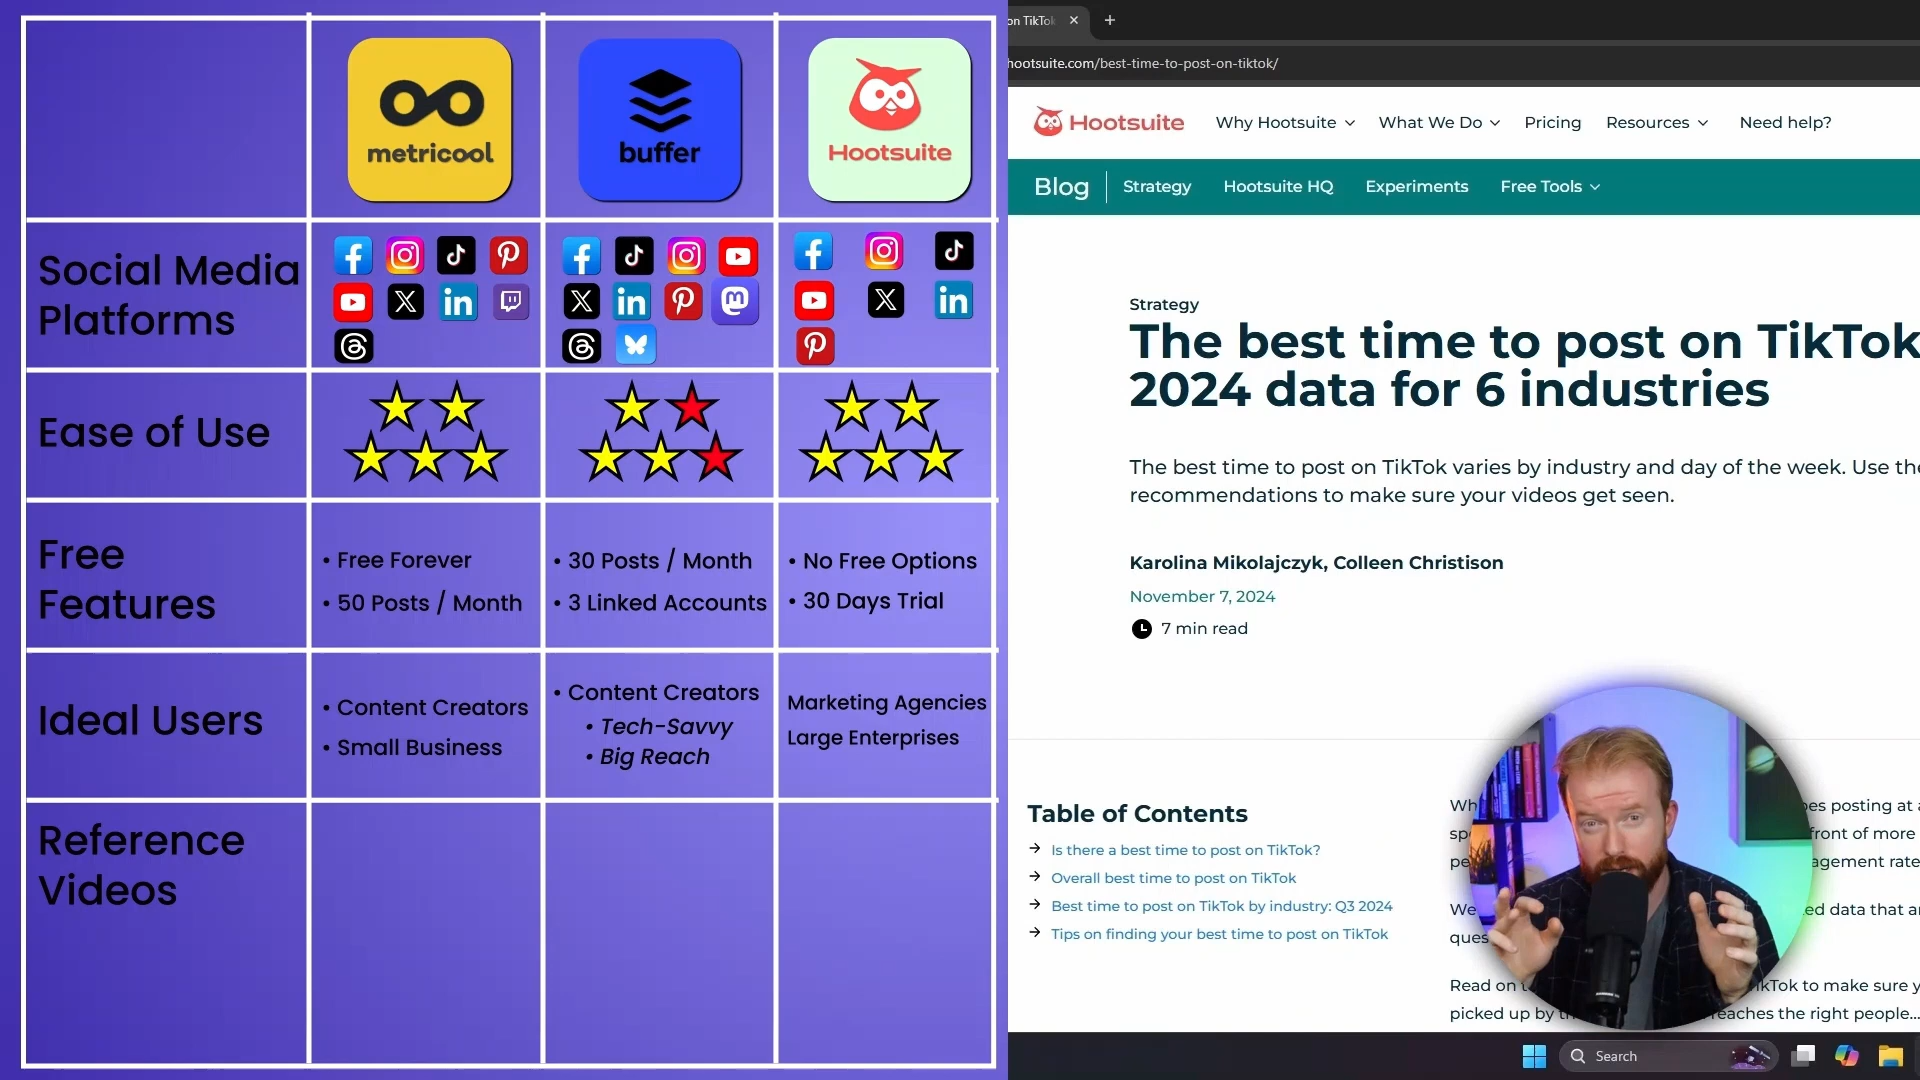 metricool
buffer
Hootsuite
Social Media
Platforms
Ease of Use
Free
Features
• Free Forever
• 50 Posts / Month
• 30 Posts / Month
• 3 Linked Accounts
• No Free Options
• 30 Days Trial
Ideal Users
• Content Creators
• Small Business
• Content Creators
• Tech-Savvy
• Big Reach
Marketing Agencies
Large Enterprises
Reference
Videos
on TikTok
hootsuite.com/best-time-to-post-on-tiktok/
Hootsuite
Why Hootsuite
What We Do
Pricing
Resources
Need help?
Blog
Strategy
Hootsuite HQ
Experiments
Free Tools
Strategy
The best time to post on TikTok
2024 data for 6 industries
The best time to post on TikTok varies by industry and day of the week. Use
recommendations to make sure your videos get seen.
Karolina Mikolajczyk, Colleen Christison
November 7, 2024
7 min read
Table of Contents
Is there a best time to post on TikTok?
Overall best time to post on TikTok
Best time to post on TikTok by industry: Q3 2024
Tips on finding your best time to post on TikTok
posting at
front of more
We
data that
Read on
to make sure
picked up by
reaches the right people...
Search